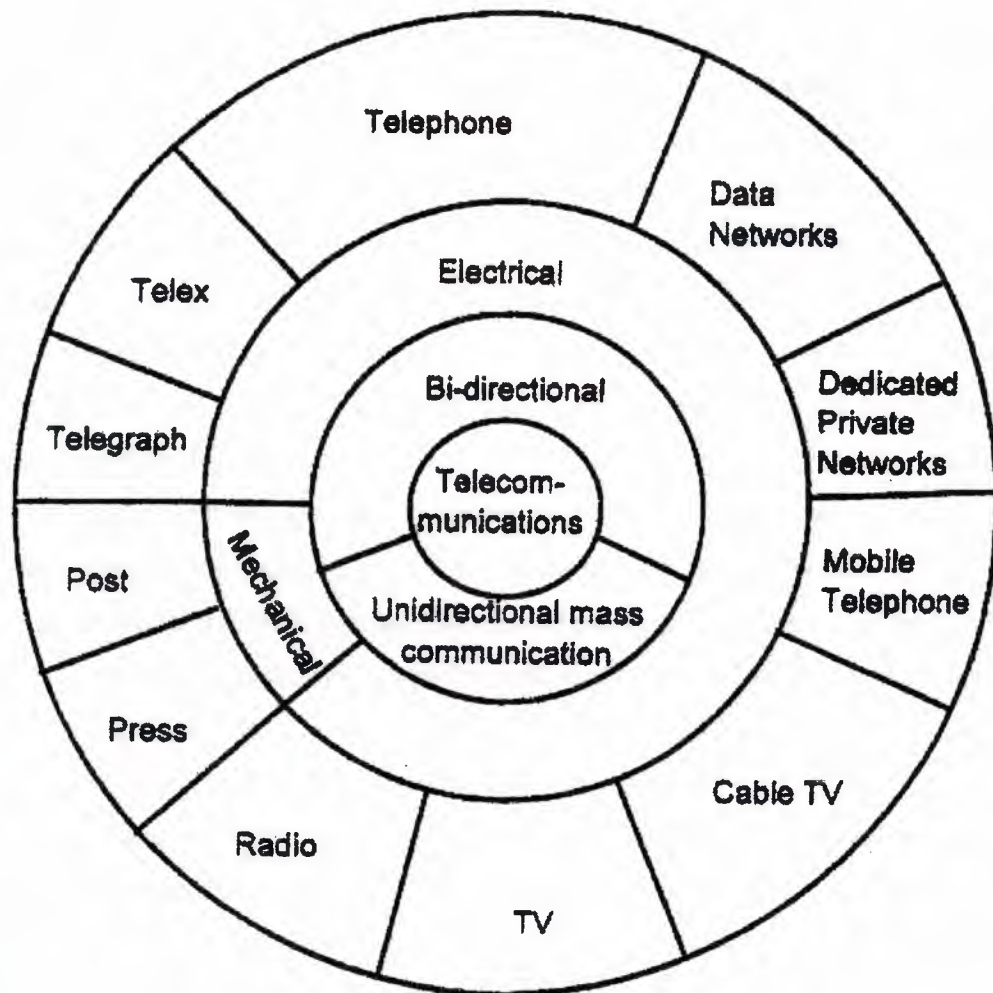 Telephone
Data
Networks
Electrical
Telex
Bi-directional
Dedicated
Private
Networks
Telegraph
Telecom-
munications
Mechanical
Post
Mobile
Telephone
Unidirectional mass
communication
Press
Cable TV
Radio
TV